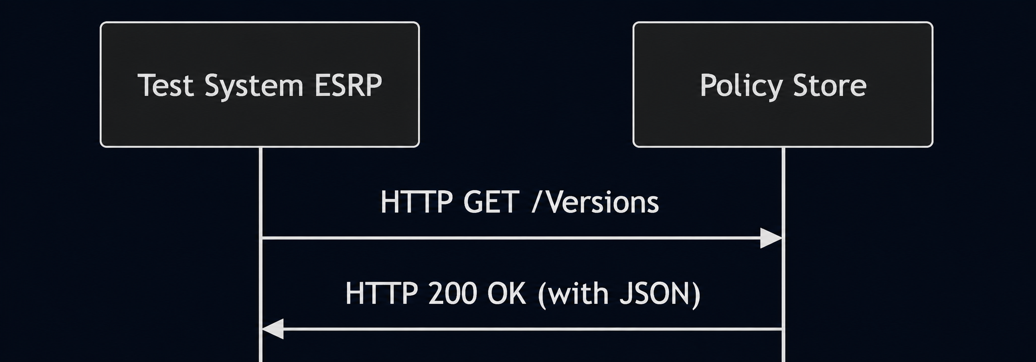 Test System ESRP
Policy Store
HTTP GET /Versions
HTTP 200 OK (with JSON)